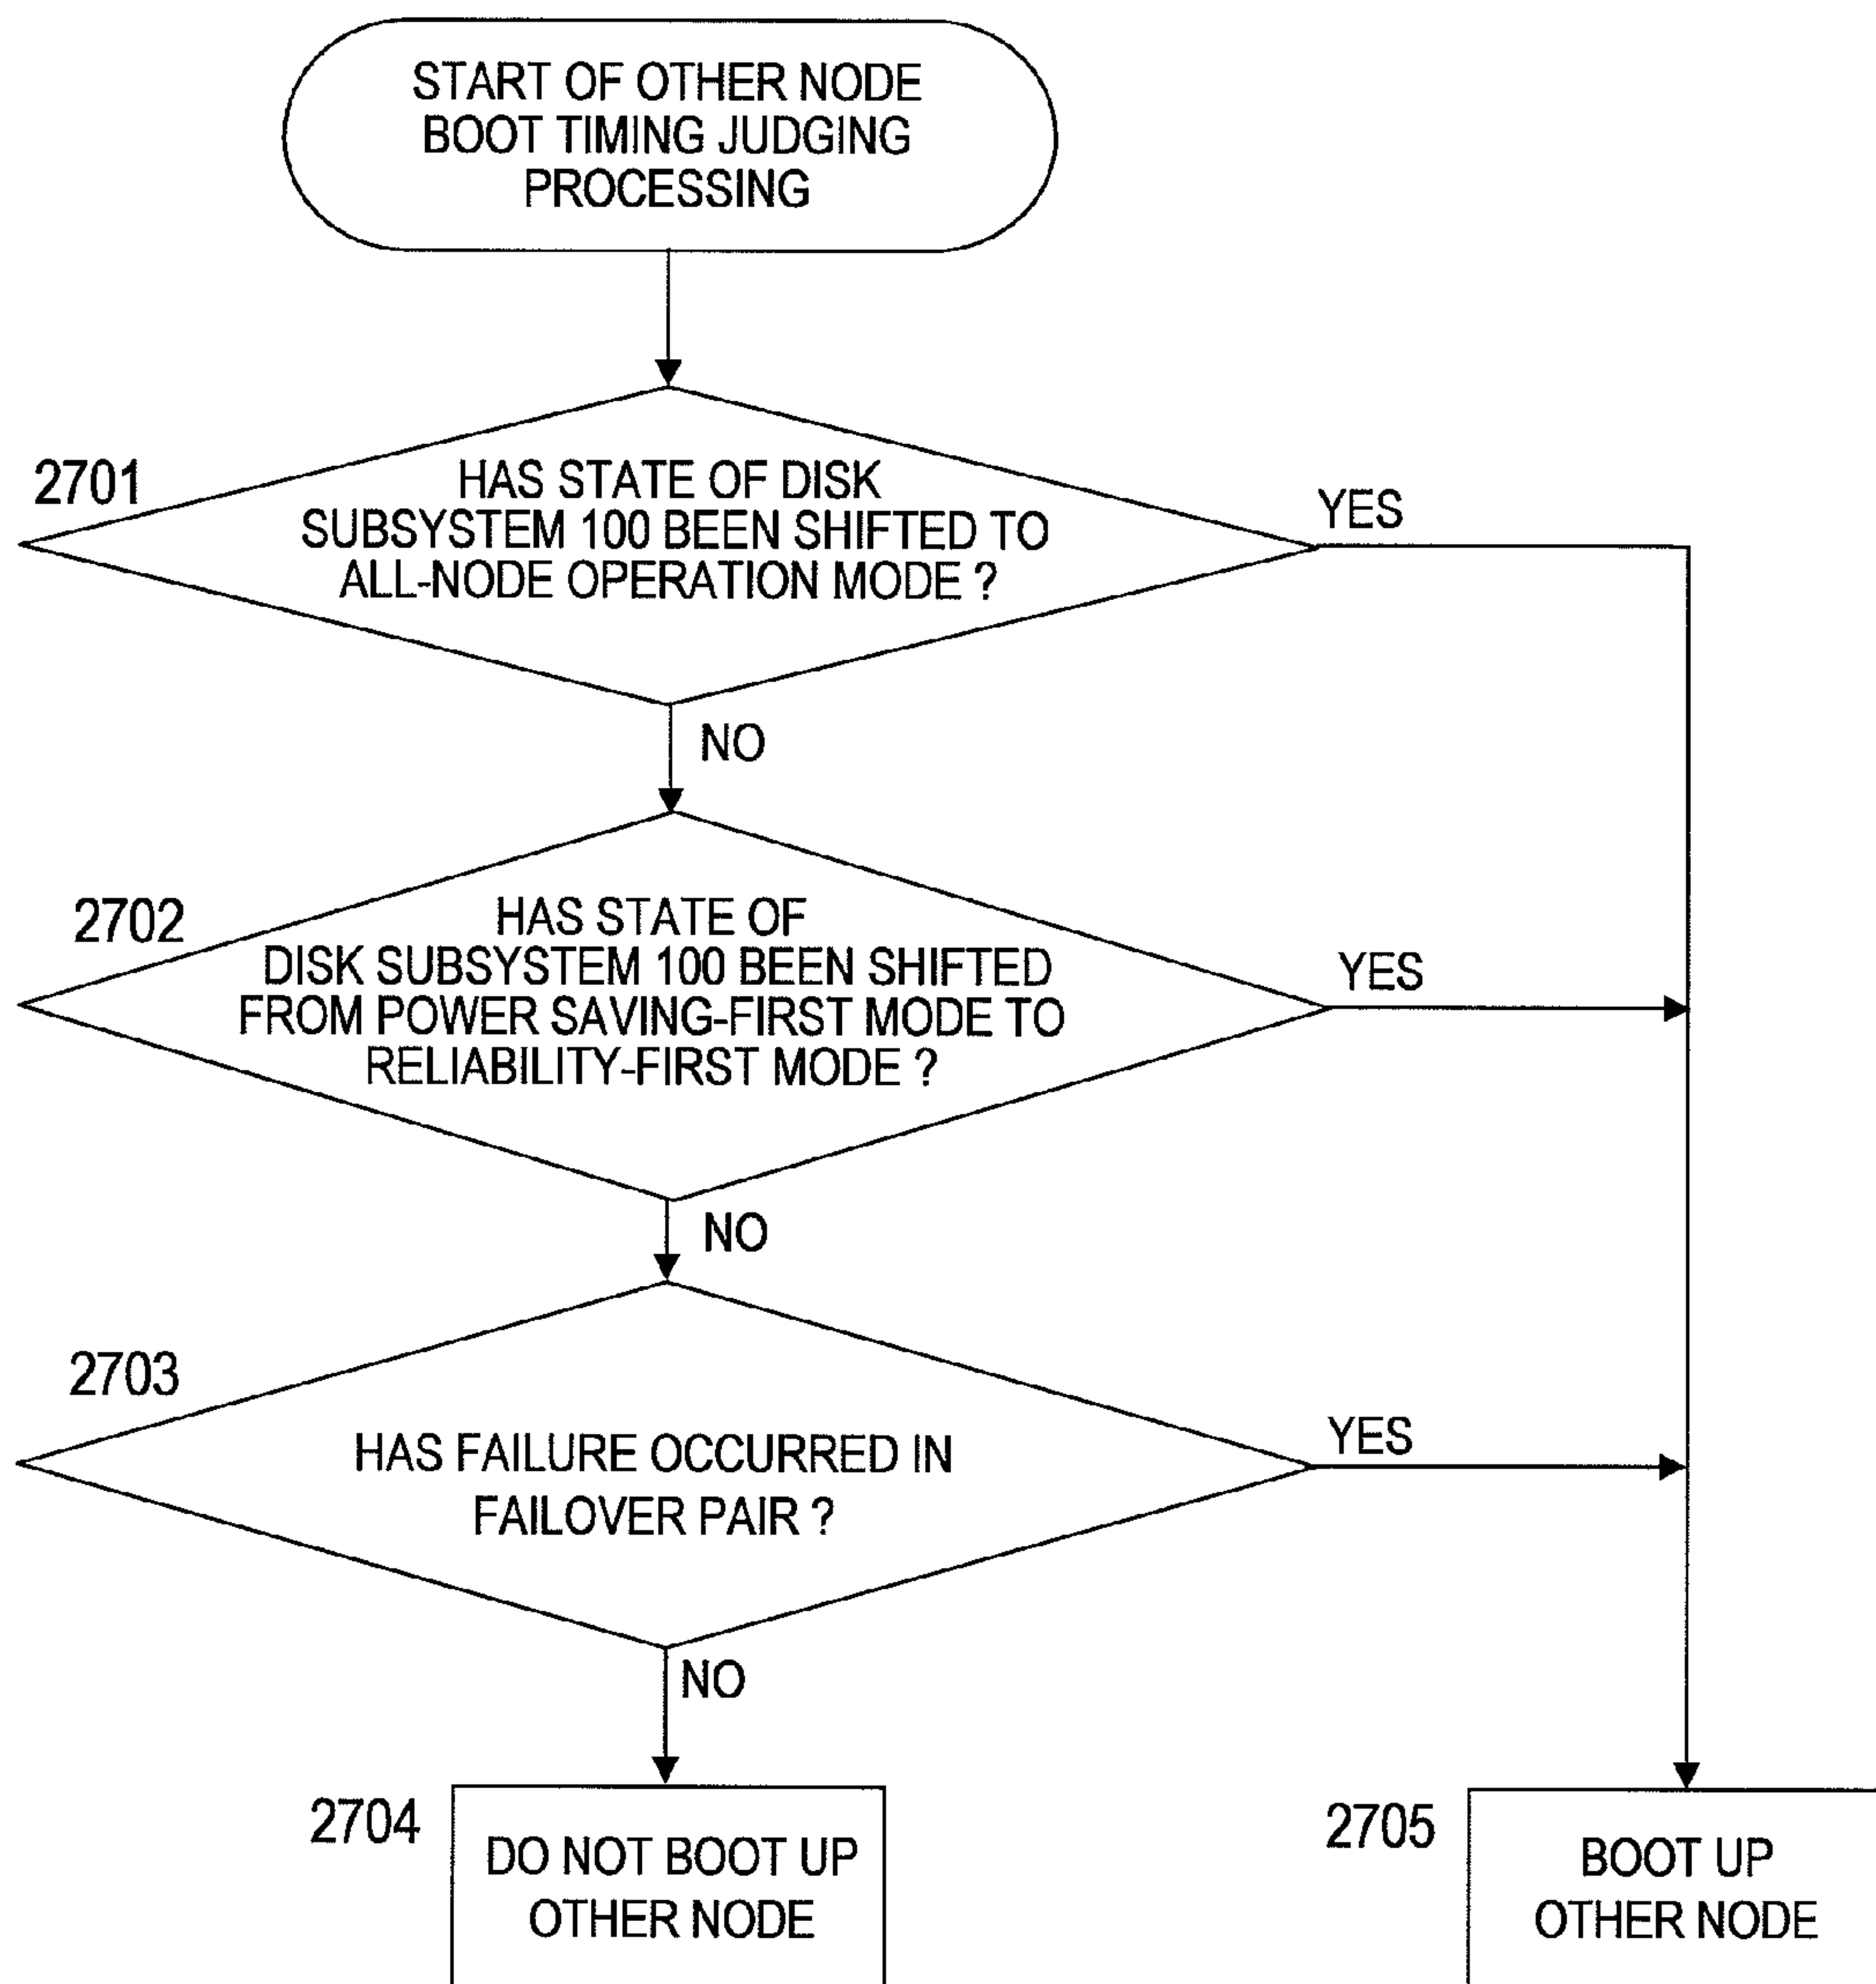 START OF OTHER NODE
BOOT TIMING JUDGING
PROCESSING
2701
HAS STATE OF DISK
SUBSYSTEM 100 BEEN SHIFTED TO
ALL-NODE OPERATION MODE ?
YES
NO
2702
HAS STATE OF
DISK SUBSYSTEM 100 BEEN SHIFTED
FROM POWER SAVING-FIRST MODE TO
RELIABILITY-FIRST MODE ?
YES
NO
2703
HAS FAILURE OCCURRED IN
FAILOVER PAIR ?
YES
NO
2704
DO NOT BOOT UP
OTHER NODE
2705
BOOT UP
OTHER NODE